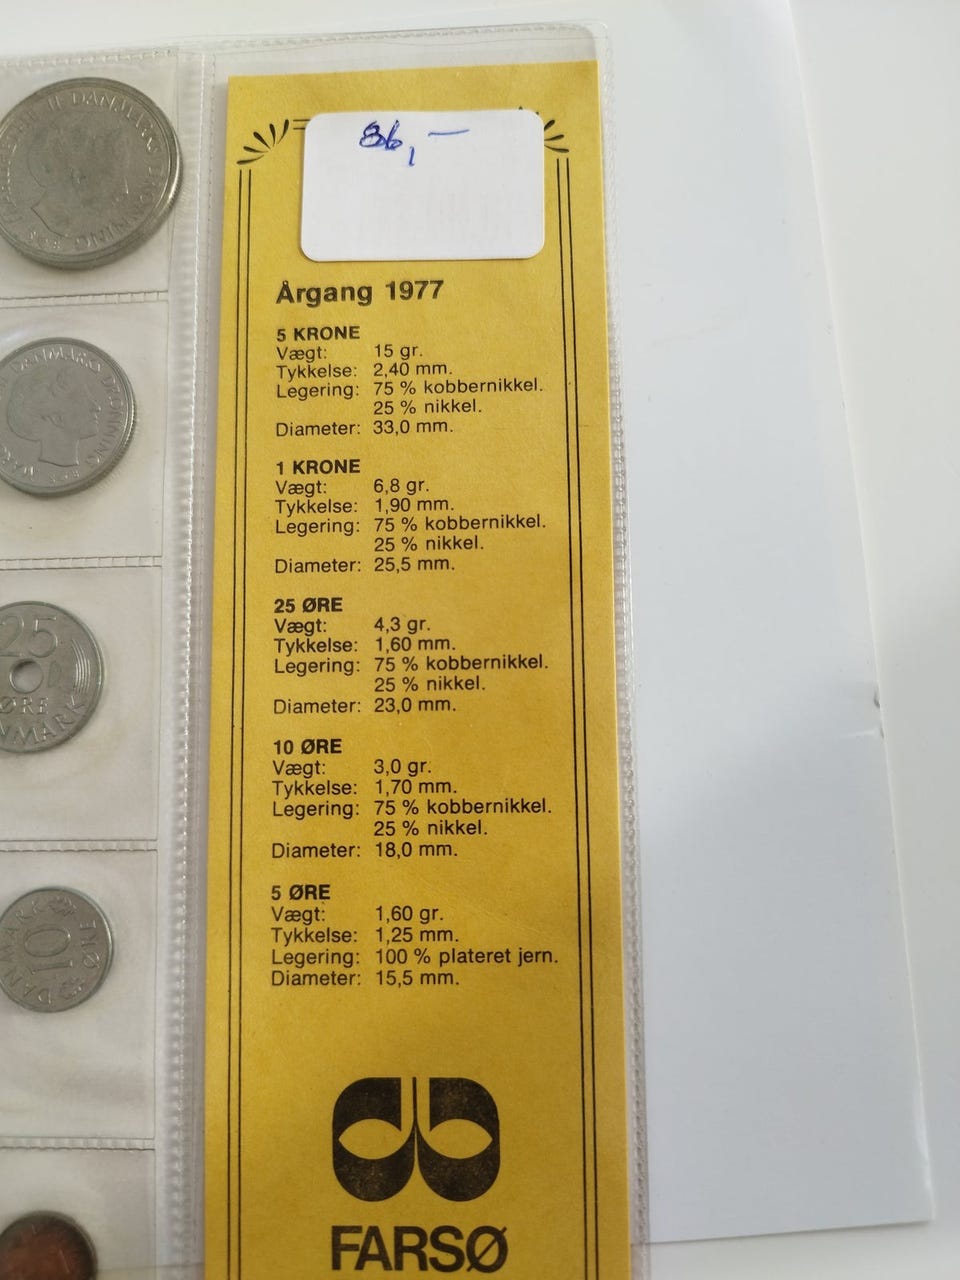 86,-
Årgang 1977
5 KRONE
Vægt: 15 gr.
Tykkelse: 2,40 mm.
Legering: 75 % kobbernikkel.
25 % nikkel.
Diameter: 33,0 mm.
1 KRONE
Vægt: 6,8 gr.
Tykkelse: 1,90 mm.
Legering: 75 % kobbernikkel.
25 % nikkel.
Diameter: 25,5 mm.
25 ØRE
Vægt: 4,3 gr.
Tykkelse: 1,60 mm.
Legering: 75 % kobbernikkel.
25 % nikkel.
Diameter: 23,0 mm.
10 ØRE
Vægt: 3,0 gr.
Tykkelse: 1,70 mm.
Legering: 75 % kobbernikkel.
25 % nikkel.
Diameter: 18,0 mm.
5 ØRE
Vægt: 1,60 gr.
Tykkelse: 1,25 mm.
Legering: 100 % plateret jern.
Diameter: 15,5 mm.
FARSØ
II DANMARKS DRONNING
DANMARKS DRONNING
25
ØRE
DANMARK 10 ØRE